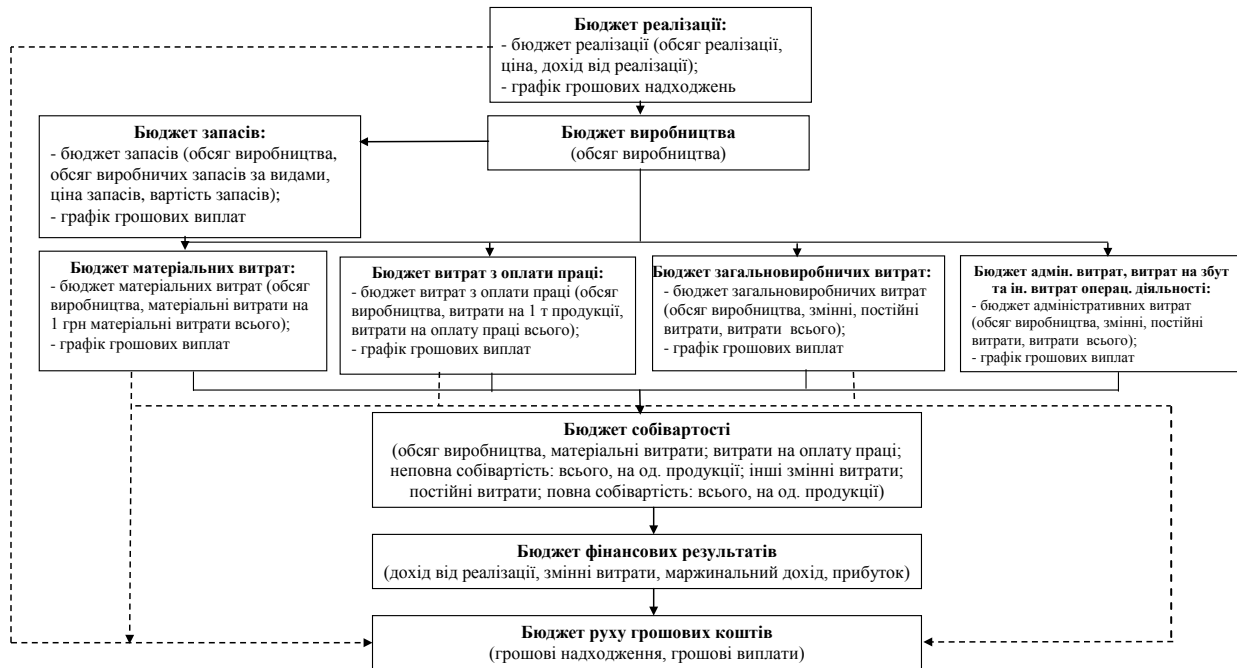 Бюджет реалізації:
- бюджет реалізації (обсяг реалізації,
ціна, дохід від реалізації);
- графік грошових надходжень
Бюджет запасів:
- бюджет запасів (обсяг виробництва,
обсяг виробничих запасів за видами,
ціна запасів, вартість запасів);
- графік грошових виплат
Бюджет виробництва
(обсяг виробництва)
Бюджет матеріальних витрат:
- бюджет матеріальних витрат (обсяг
виробництва, матеріальні витрати на
1 грн матеріальні витрати всього);
- графік грошових виплат
Бюджет витрат з оплати праці:
- бюджет витрат з оплати праці (обсяг
виробництва, витрати на 1 т продукції,
витрати на оплату праці всього);
- графік грошових виплат
Бюджет загальновиробничих витрат:
- бюджет загальновиробничих витрат
(обсяг виробництва, змінні, постійні
витрати, витрати всього);
- графік грошових виплат
Бюджет адмін. витрат, витрат на збут
та ін. витрат операц. діяльності:
- бюджет адміністративних витрат
(обсяг виробництва, змінні, постійні
витрати, витрати всього);
- графік грошових виплат
Бюджет собівартості
(обсяг виробництва, матеріальні витрати; витрати на оплату праці;
неповна собівартість: всього, на од. продукції; інші змінні витрати;
постійні витрати; повна собівартість: всього, на од. продукції)
Бюджет фінансових результатів
(дохід від реалізації, змінні витрати, маржинальний дохід, прибуток)
Бюджет руху грошових коштів
(грошові надходження, грошові виплати)